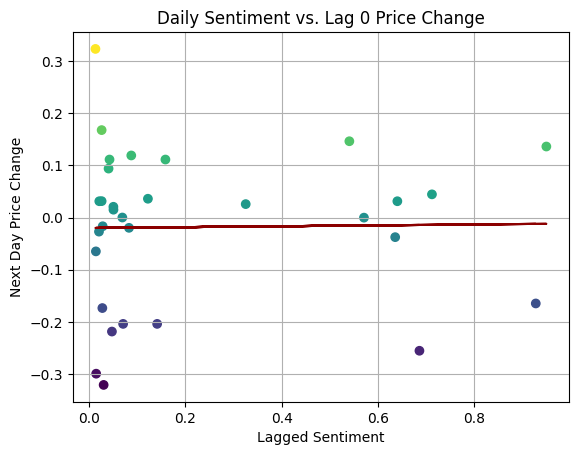 Daily Sentiment vs. Lag 0 Price Change
Next Day Price Change
0.3
0.2
0.1
0.0
−0.1
−0.2
−0.3
0.0 0.2 0.4 0.6 0.8
Lagged Sentiment